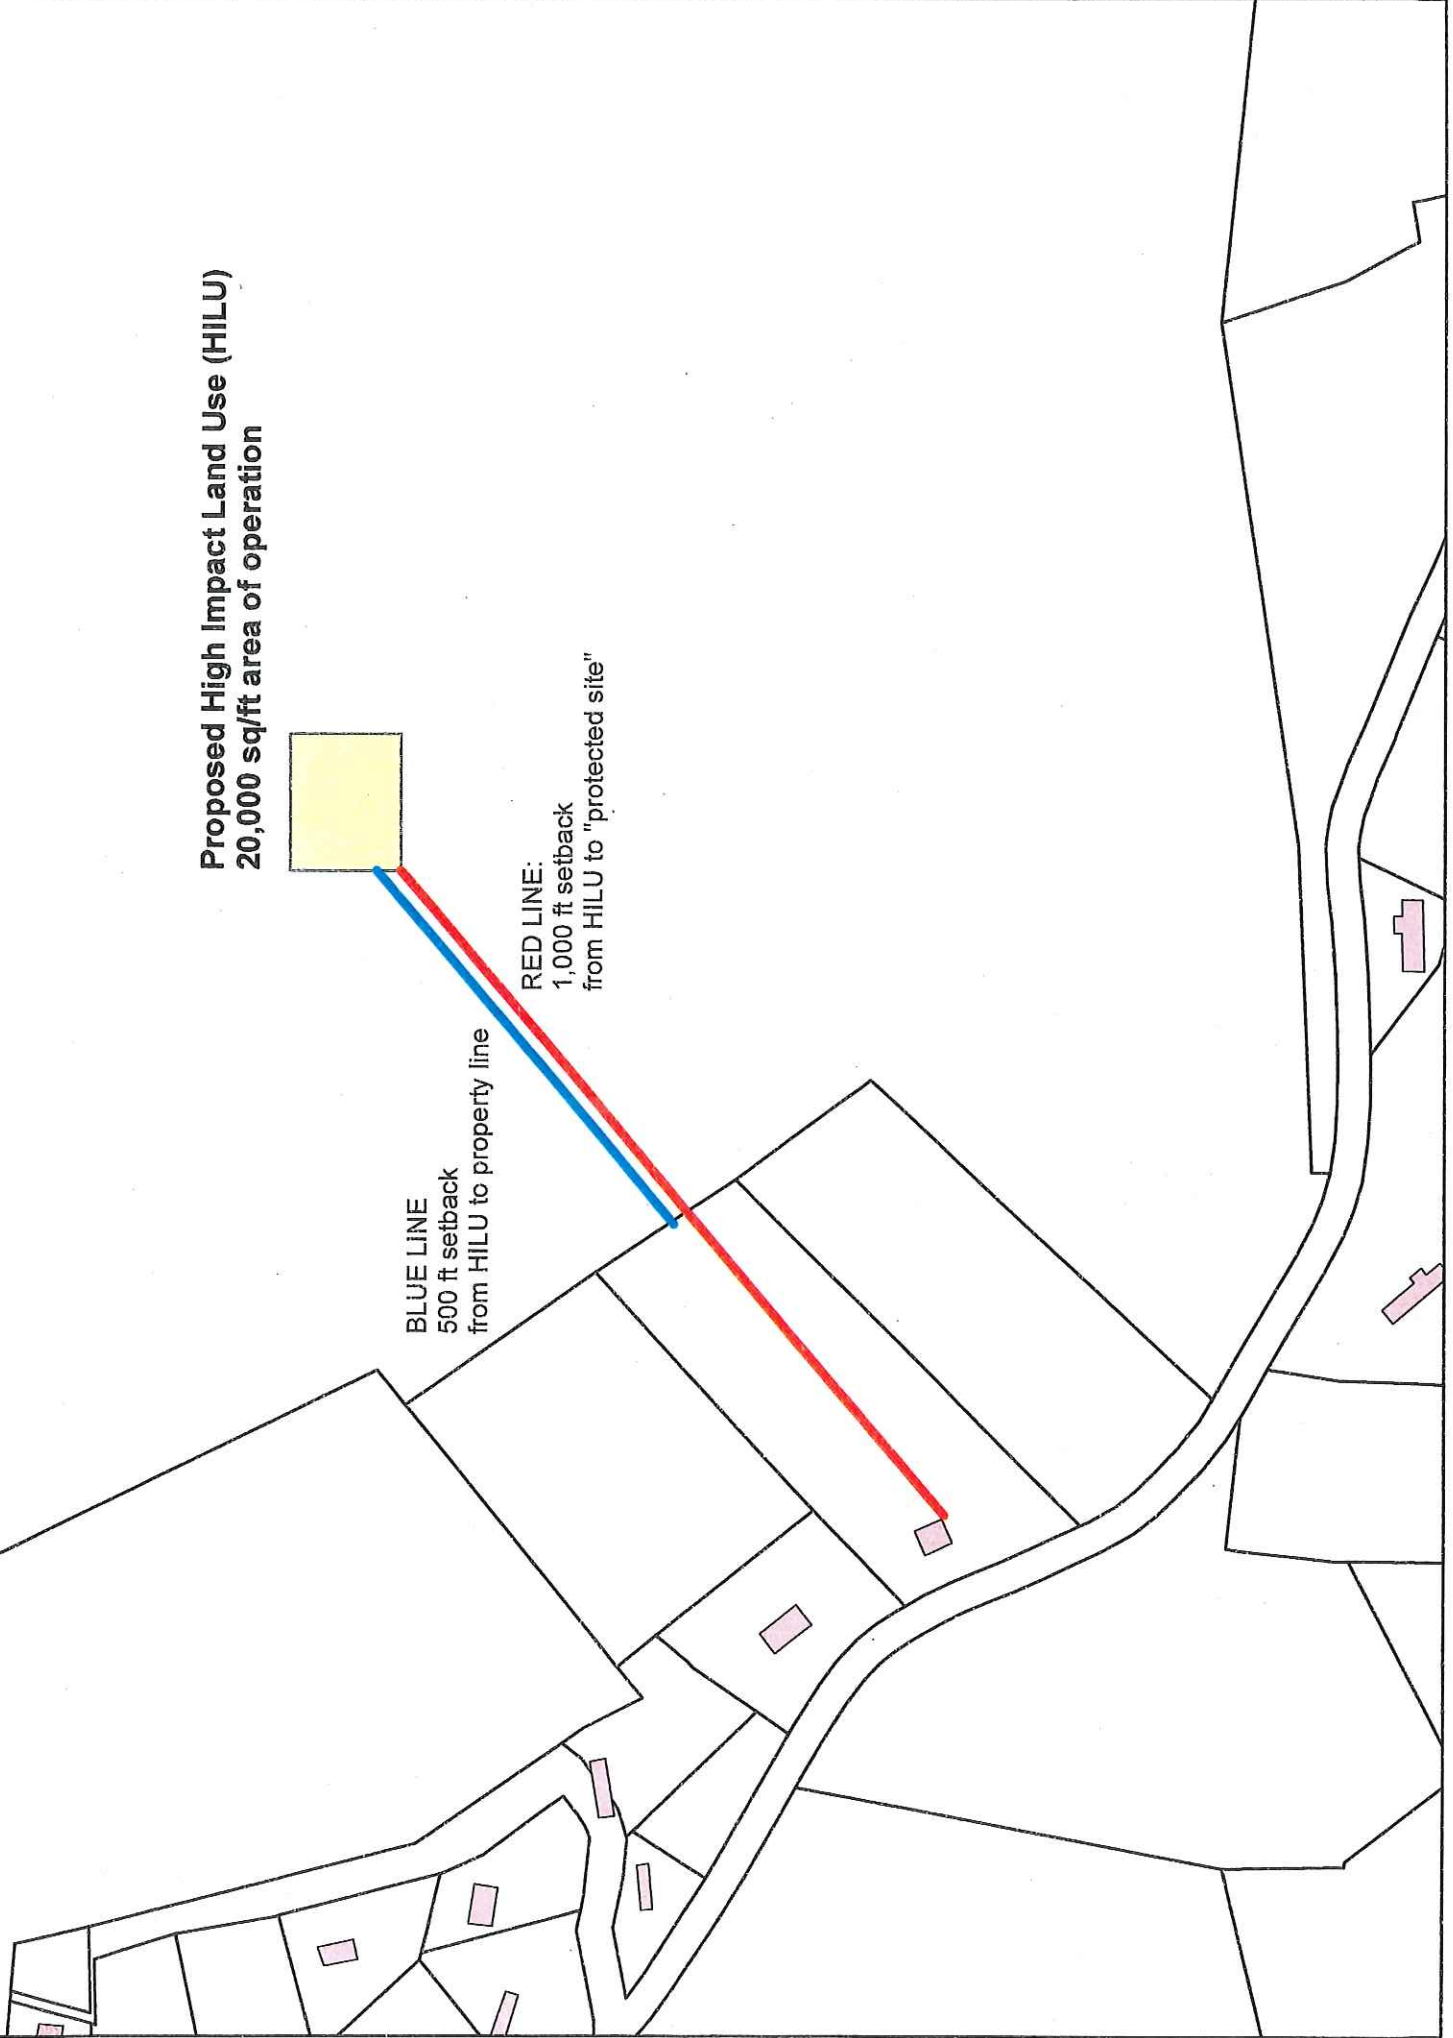 Proposed High Impact Land Use (HILU)
20,000 sq/ft area of operation
BLUE LINE
500 ft setback
from HILU to property line
RED LINE:
1,000 ft setback
from HILU to "protected site"